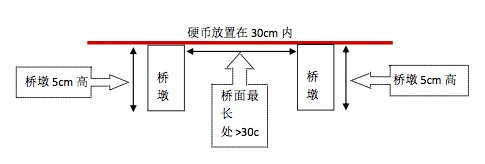 硬币放置在 30cm 内
桥墩 5cm 高
桥
墩
桥面最
长
处 >30c
桥
墩
桥墩 5cm 高